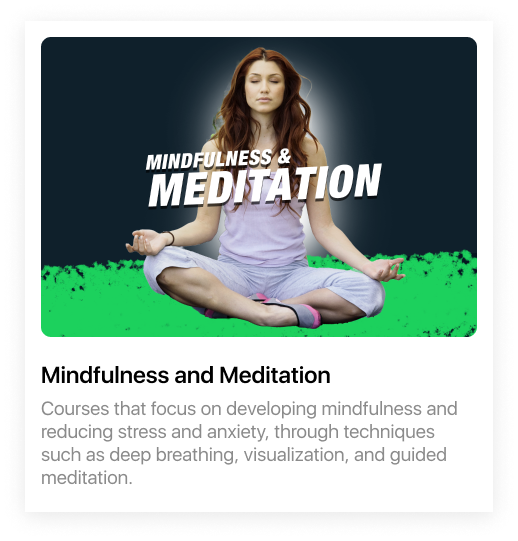 MINDFULNESS &
MEDITATION
Mindfulness and Meditation
Courses that focus on developing mindfulness and
reducing stress and anxiety, through techniques
such as deep breathing, visualization, and guided
meditation.